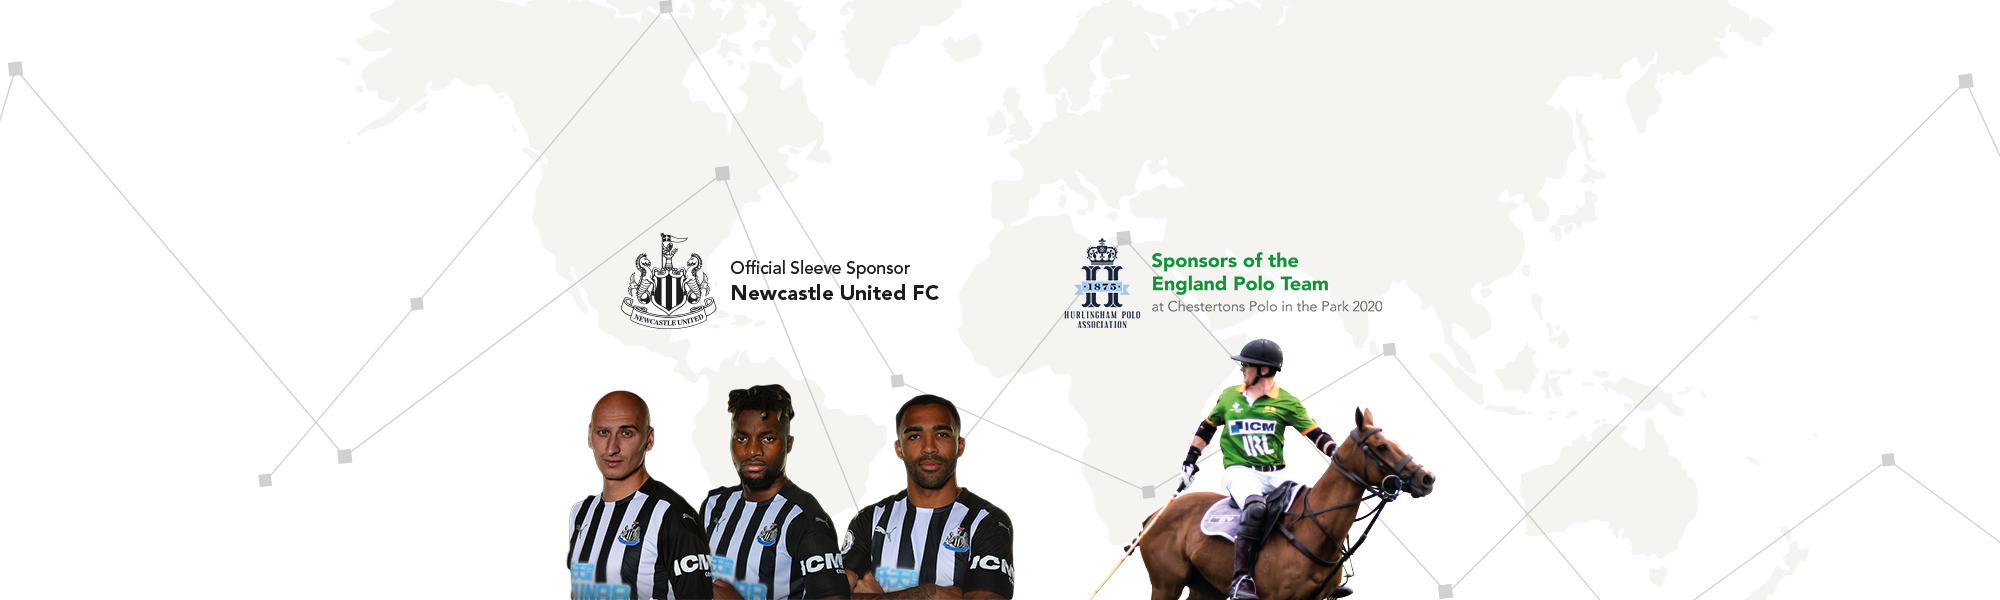 Official Sleeve Sponsor
Newcastle United FC
NEWCASTLE UNITED
1875
HURLINGHAM POLO
ASSOCIATION
Sponsors of the
England Polo Team
at Chestertons Polo in the Park 2020
ICM
ICM
ICM
ICM
IRL